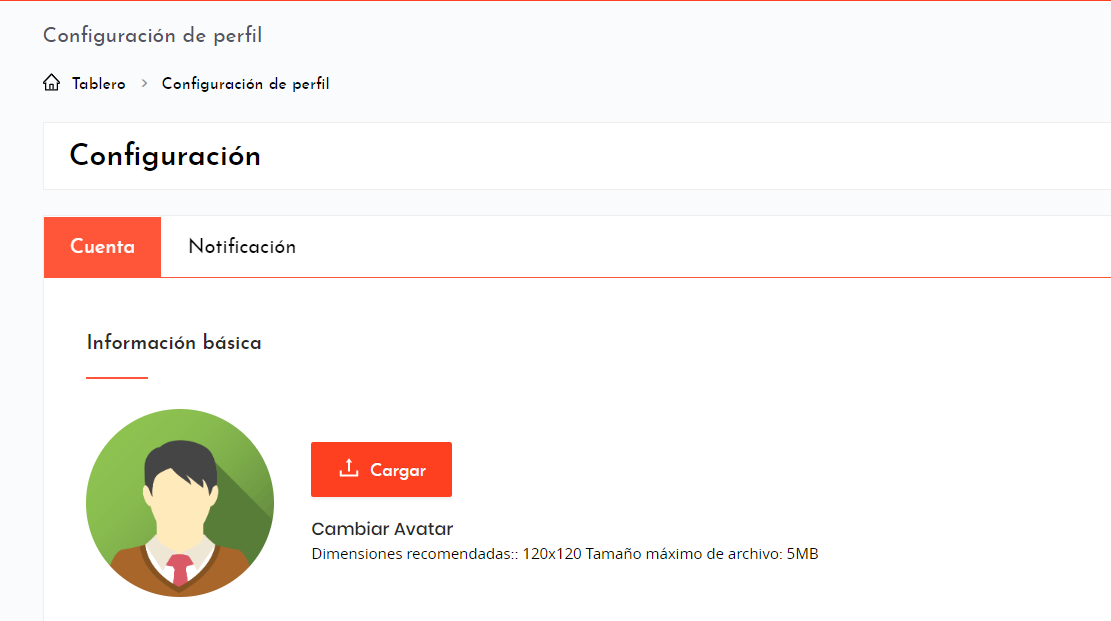 Configuración de perfil
Tablero > Configuración de perfil
Configuración
Cuenta Notificación
Información básica
Cargar
Cambiar Avatar
Dimensiones recomendadas:: 120x120 Tamaño máximo de archivo: 5MB